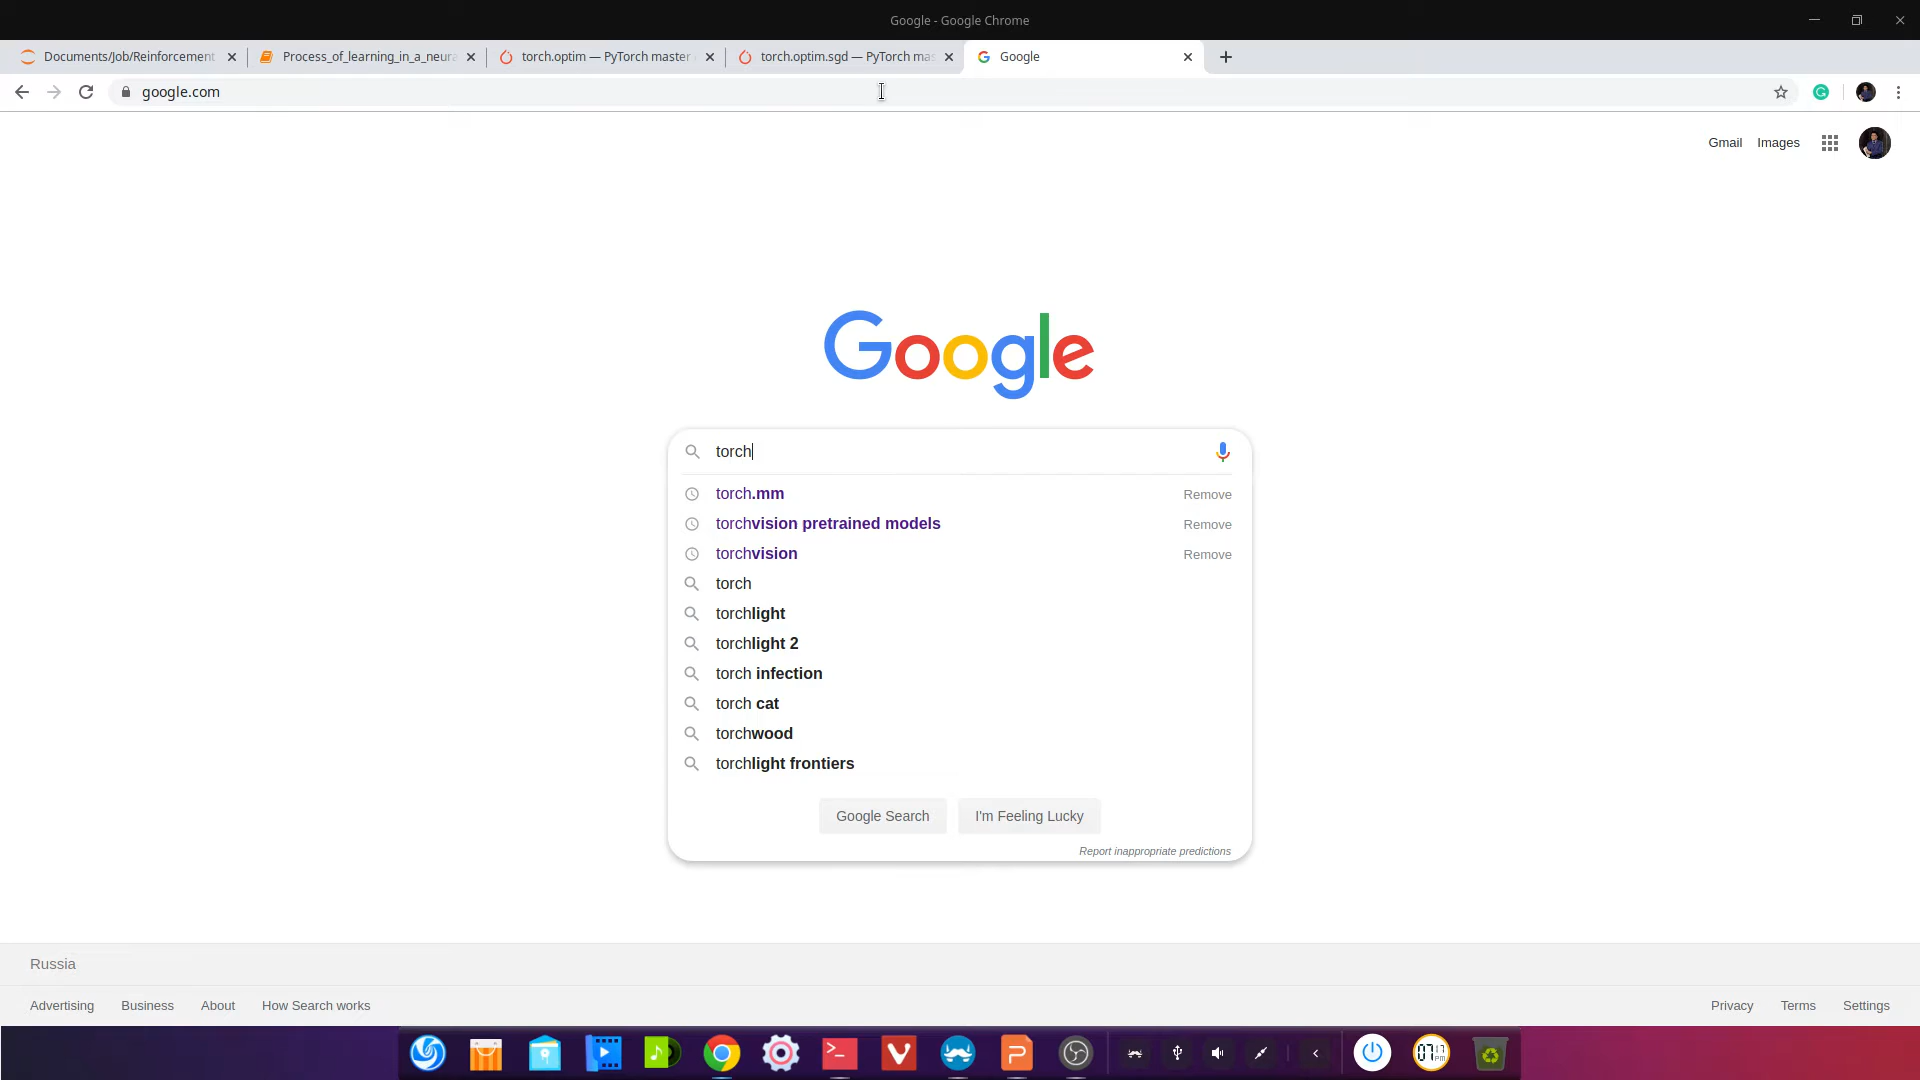 Google - Google Chrome
Documents/Job/Reinforcement
Process_of_learning_in_a_neura
torch.optim — PyTorch master
torch.optim.sgd — PyTorch mas
Google
google.com
Gmail
Images
Google
torch
torch.mm
Remove
torchvision pretrained models
Remove
torchvision
Remove
torch
torchlight
torchlight 2
torch infection
torch cat
torchwood
torchlight frontiers
Google Search
I'm Feeling Lucky
Report inappropriate predictions
Russia
Advertising
Business
About
How Search works
Privacy
Terms
Settings